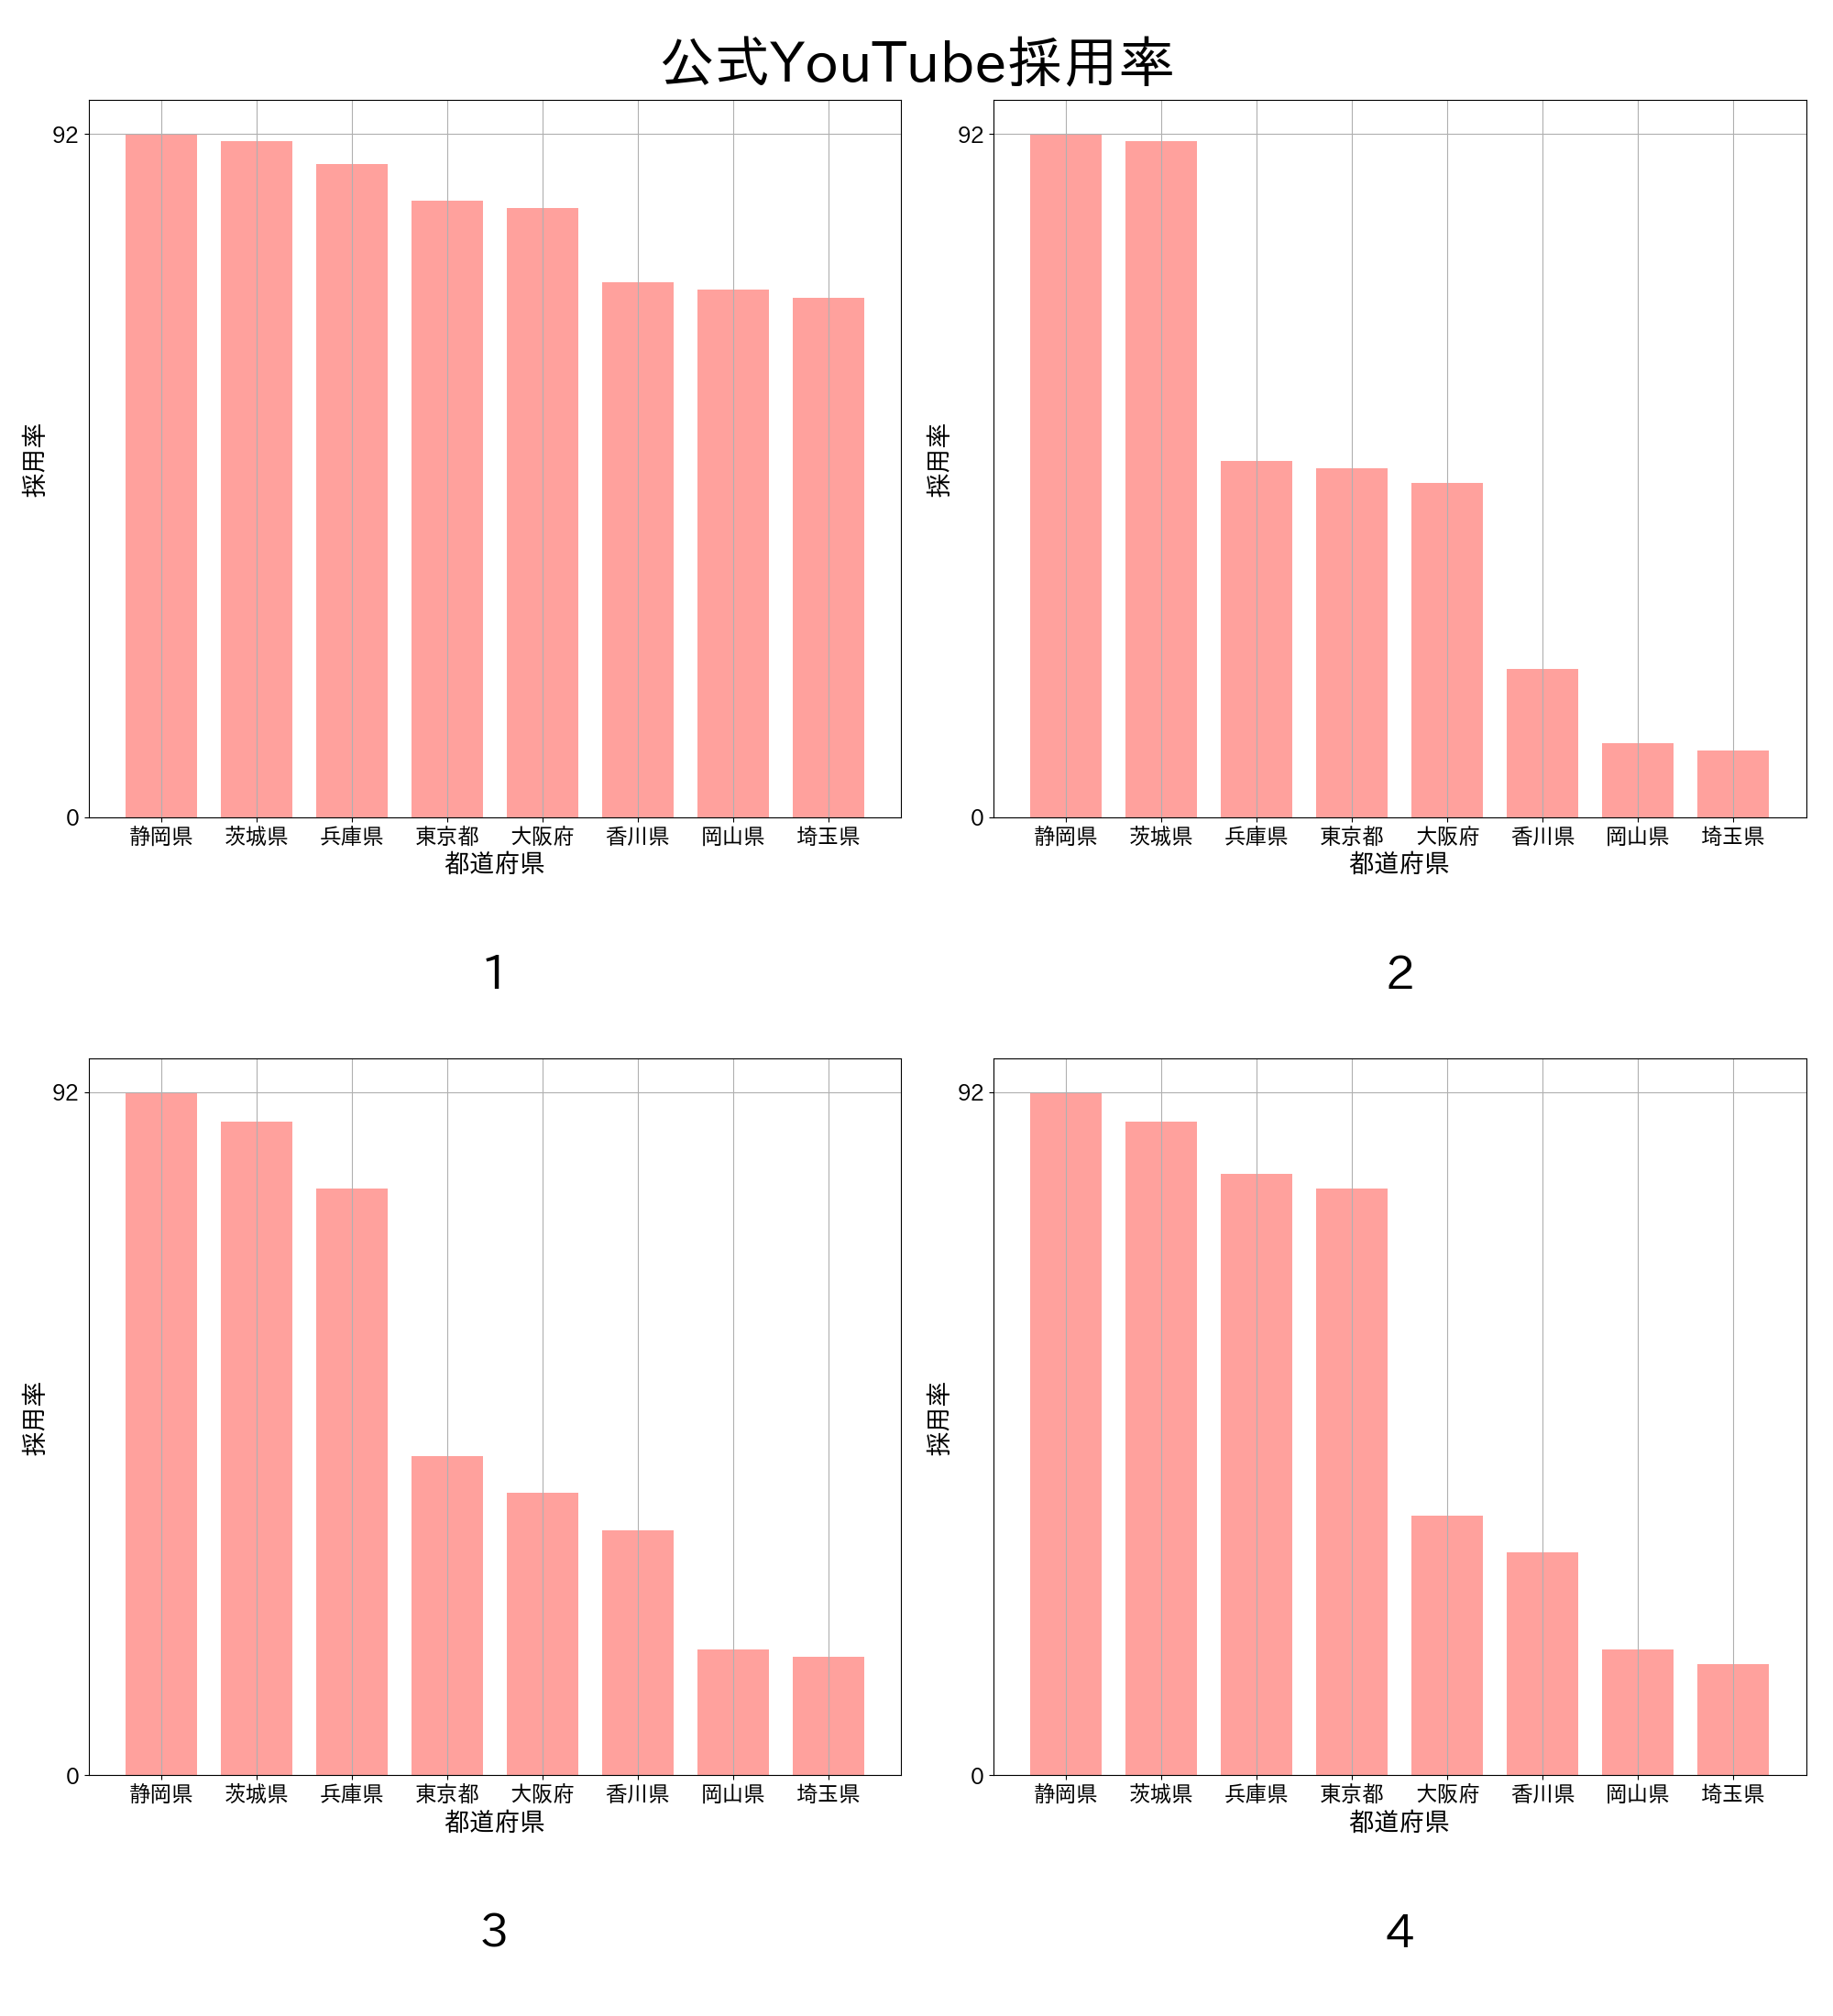 公式YouTube採用率
92
0
採用率
静岡県 茨城県 兵庫県 東京都 大阪府 香川県 岡山県 埼玉県
都道府県
1
92
0
採用率
静岡県 茨城県 兵庫県 東京都 大阪府 香川県 岡山県 埼玉県
都道府県
2
92
0
採用率
静岡県 茨城県 兵庫県 東京都 大阪府 香川県 岡山県 埼玉県
都道府県
3
92
0
採用率
静岡県 茨城県 兵庫県 東京都 大阪府 香川県 岡山県 埼玉県
都道府県
4